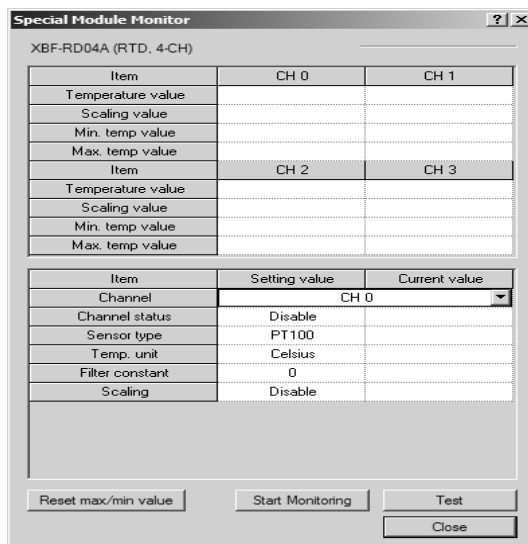 Special Module Monitor
XBF-RD04A (RTD, 4-CH)
Item CH 0 CH 1
Temperature value
Scaling value
Min. temp value
Max. temp value
Item CH 2 CH 3
Temperature value
Scaling value
Min. temp value
Max. temp value
Item Setting value Current value
Channel CH 0
Channel status Disable
Sensor type PT100
Temp. unit Celsius
Filter constant 0
Scaling Disable
Reset max/min value Start Monitoring Test
Close